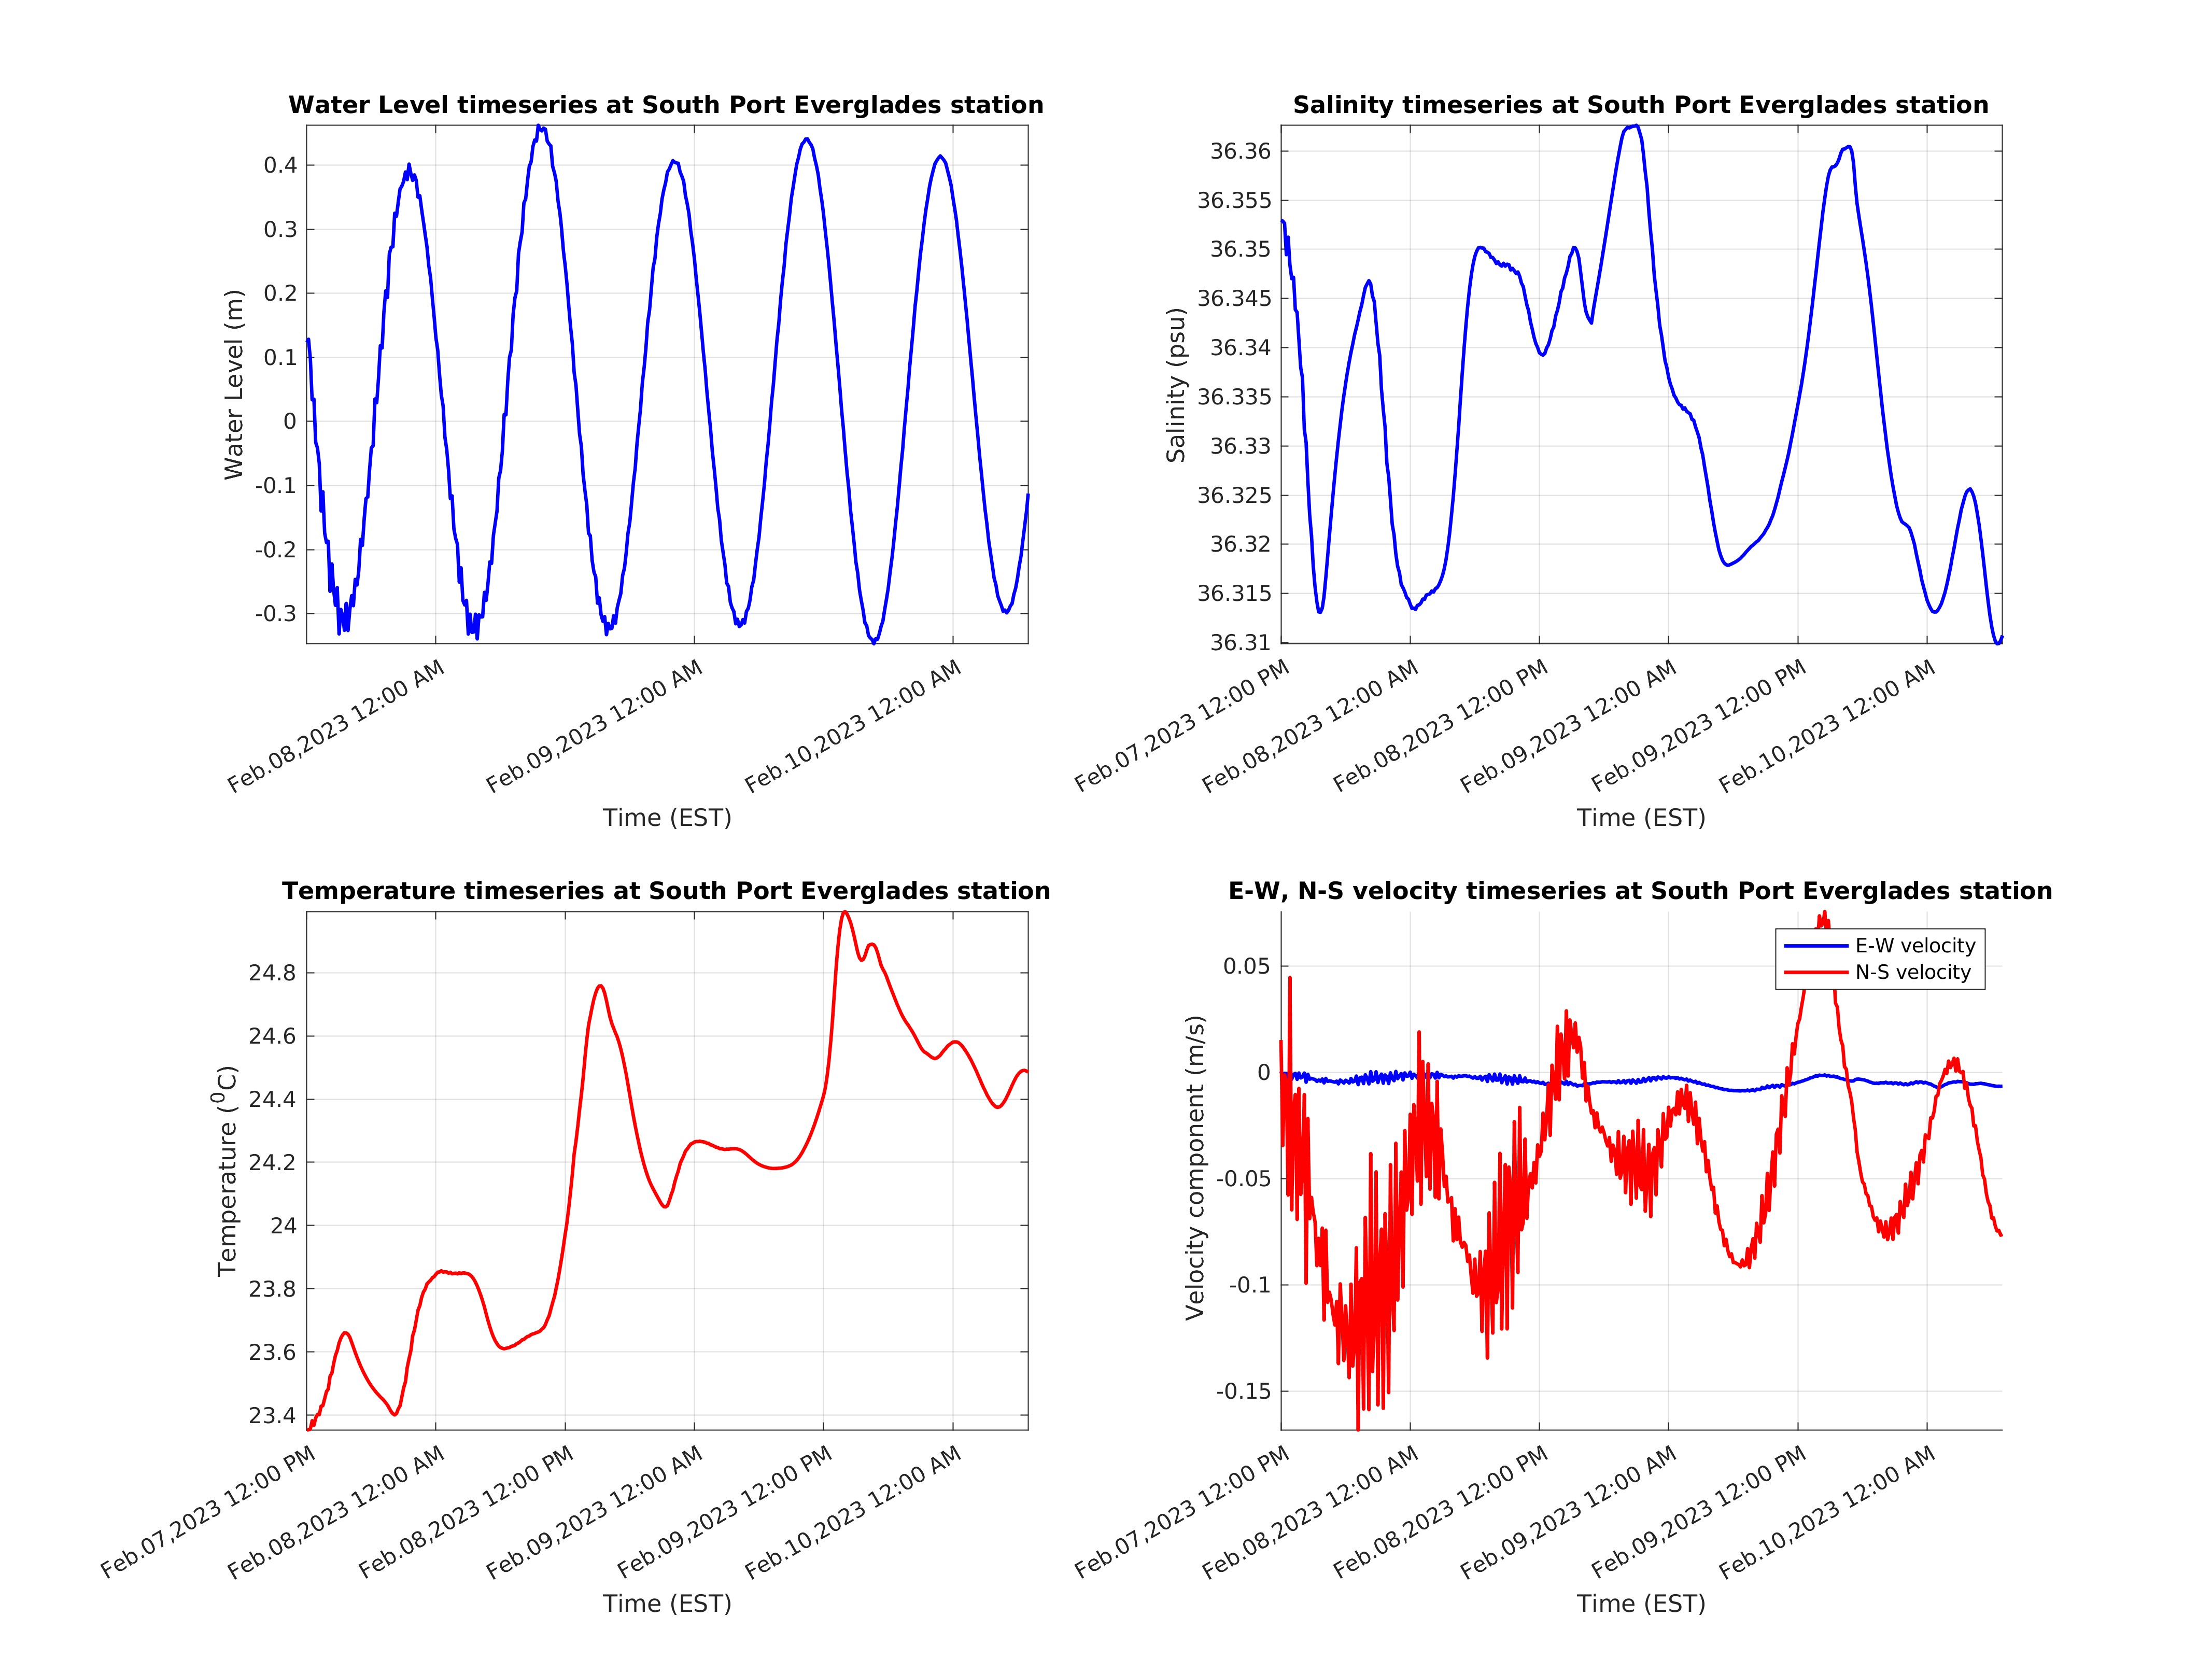 Water Level timeseries at South Port Everglades station
Water Level (m)
0.4
0.3
0.2
0.1
0
-0.1
-0.2
-0.3
Feb.08,2023 12:00 AM
Feb.09,2023 12:00 AM
Feb.10,2023 12:00 AM
Time (EST)
Salinity timeseries at South Port Everglades station
Salinity (psu)
36.36
36.355
36.35
36.345
36.34
36.335
36.33
36.325
36.32
36.315
36.31
Feb.07,2023 12:00 PM
Feb.08,2023 12:00 AM
Feb.08,2023 12:00 PM
Feb.09,2023 12:00 AM
Feb.09,2023 12:00 PM
Feb.10,2023 12:00 AM
Time (EST)
Temperature timeseries at South Port Everglades station
Temperature (⁰C)
24.8
24.6
24.4
24.2
24
23.8
23.6
23.4
Feb.07,2023 12:00 PM
Feb.08,2023 12:00 AM
Feb.08,2023 12:00 PM
Feb.09,2023 12:00 AM
Feb.09,2023 12:00 PM
Feb.10,2023 12:00 AM
Time (EST)
E-W, N-S velocity timeseries at South Port Everglades station
Velocity component (m/s)
0.05
0
-0.05
-0.1
-0.15
E-W velocity
N-S velocity
Feb.07,2023 12:00 PM
Feb.08,2023 12:00 AM
Feb.08,2023 12:00 PM
Feb.09,2023 12:00 AM
Feb.09,2023 12:00 PM
Feb.10,2023 12:00 AM
Time (EST)